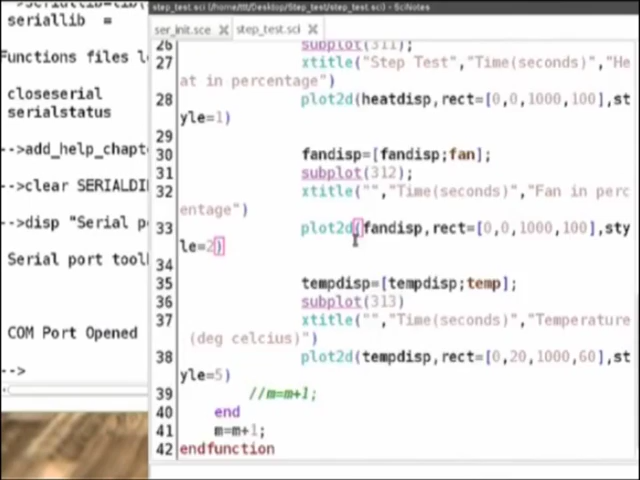 step_test.sci (/home/ttt/Desktop/Step_test/step_test.sci) - SciNotes
seriallib =
Functions files l
closeserial
serialstatus
-->add_help_chapt
-->clear SERIALDI
-->disp "Serial p
Serial port tool
COM Port Opened
-->
ser_init.sce
step_test.sci
26 subplot(311);
27 xtitle("Step Test","Time(seconds)","He
at in percentage")
28 plot2d(heatdisp,rect=[0,0,1000,100],st
yle=1)
29
30 fandisp=[fandisp;fan];
31 subplot(312);
32 xtitle("","Time(seconds)","Fan in perc
entage")
33 plot2d(fandisp,rect=[0,0,1000,100],sty
le=2)
34
35 tempdisp=[tempdisp;temp];
36 subplot(313)
37 xtitle("","Time(seconds)","Temperature
(deg celcius)")
38 plot2d(tempdisp,rect=[0,20,1000,60],st
yle=5)
39 //m=m+1;
40 end
41 m=m+1;
42 endfunction